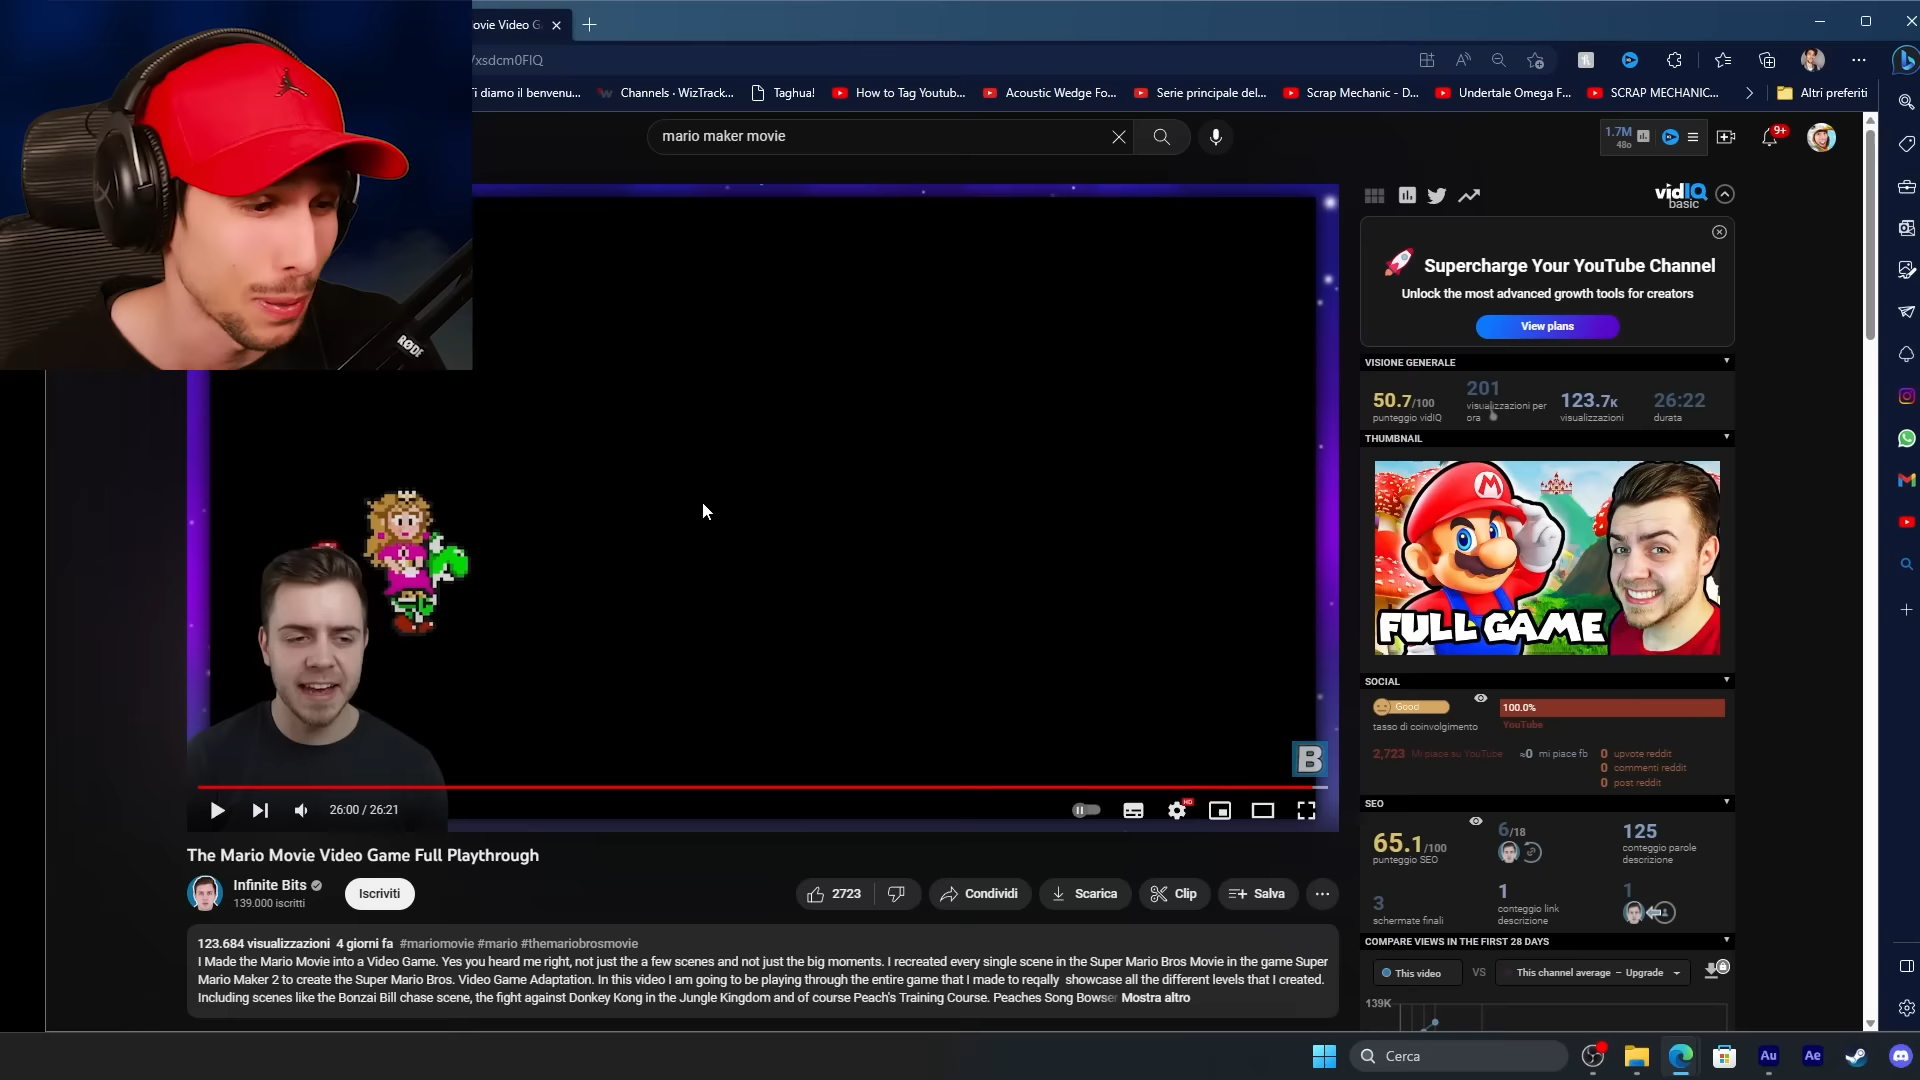 ovie Video G
/xsdcm0FIQ
Ti diamo il benvenu...
Channels · WizTrack...
Taghua!
How to Tag Youtub...
Acoustic Wedge Fo...
Serie principale del...
Scrap Mechanic - D...
Undertale Omega F...
SCRAP MECHANIC...
Altri preferiti
mario maker movie
1.7M
48o
9+
vidIQ
basic
Supercharge Your YouTube Channel
Unlock the most advanced growth tools for creators
View plans
RØDE
VISIONE GENERALE
50.7/100
punteggio vidIQ
201
visualizzazioni per
ora
123.7K
visualizzazioni
26:22
durata
THUMBNAIL
M
FULL GAME
SOCIAL
Good
tasso di coinvolgimento
100.0%
YouTube
2,723 Mi piace su YouTube
≈0 mi piace fb
0 upvote reddit
0 commenti reddit
0 post reddit
SEO
65.1/100
punteggio SEO
6/18
125
conteggio parole
descrizione
3
schermate finali
1
conteggio link
descrizione
1
COMPARE VIEWS IN THE FIRST 28 DAYS
This video
VS
This channel average – Upgrade
139K
B
26:00 / 26:21
HD
The Mario Movie Video Game Full Playthrough
Infinite Bits
139.000 iscritti
Iscriviti
2723
Condividi
Scarica
Clip
Salva
123.684 visualizzazioni 4 giorni fa #mariomovie #mario #themariobrosmovie
I Made the Mario Movie into a Video Game. Yes you heard me right, not just the a few scenes and not just the big moments. I recreated every single scene in the Super Mario Bros Movie in the game Super
Mario Maker 2 to create the Super Mario Bros. Video Game Adaptation. In this video I am going to be playing through the entire game that I made to reqally showcase all the different levels that I created.
Including scenes like the Bonzai Bill chase scene, the fight against Donkey Kong in the Jungle Kingdom and of course Peach's Training Course. Peaches Song Bowser Mostra altro
Cerca
Au
Ae